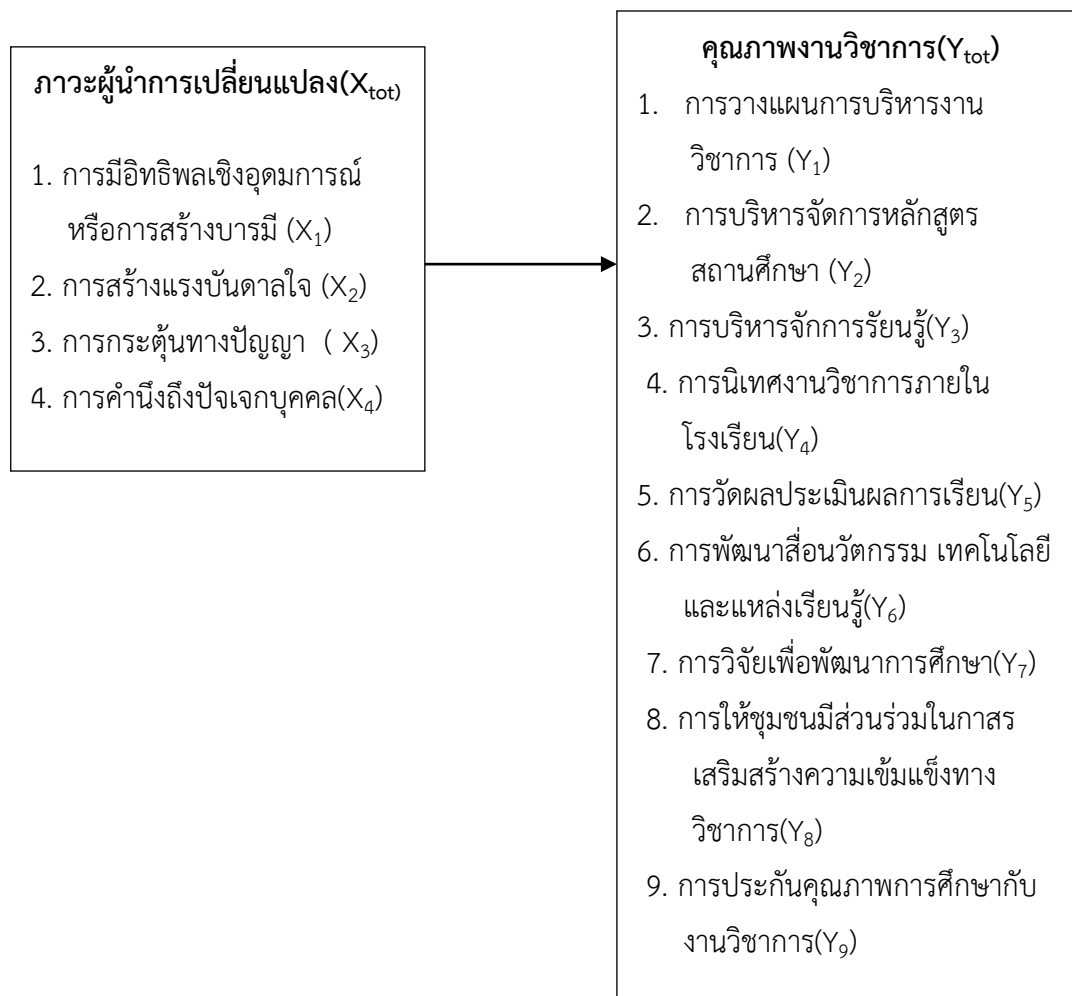 ภาวะผู้นำการเปลี่ยนแปลง(Xtot)
1. การมีอิทธิพลเชิงอุดมการณ์
หรือการสร้างบารมี (X1)
2. การสร้างแรงบันดาลใจ (X2)
3. การกระตุ้นทางปัญญา ( X3)
4. การคำนึงถึงปัจเจกบุคคล(X4)
คุณภาพงานวิชาการ(Ytot)
1. การวางแผนการบริหารงาน
วิชาการ (Y1)
2. การบริหารจัดการหลักสูตร
สถานศึกษา (Y2)
3. การบริหารจักการรัยนรู้(Y3)
4. การนิเทศงานวิชาการภายใน
โรงเรียน(Y4)
5. การวัดผลประเมินผลการเรียน(Y5)
6. การพัฒนาสื่อนวัตกรรม เทคโนโลยี
และแหล่งเรียนรู้(Y6)
7. การวิจัยเพื่อพัฒนาการศึกษา(Y7)
8. การให้ชุมชนมีส่วนร่วมในกาสร
เสริมสร้างความเข้มแข็งทาง
วิชาการ(Y8)
9. การประกันคุณภาพการศึกษากับ
งานวิชาการ(Y9)